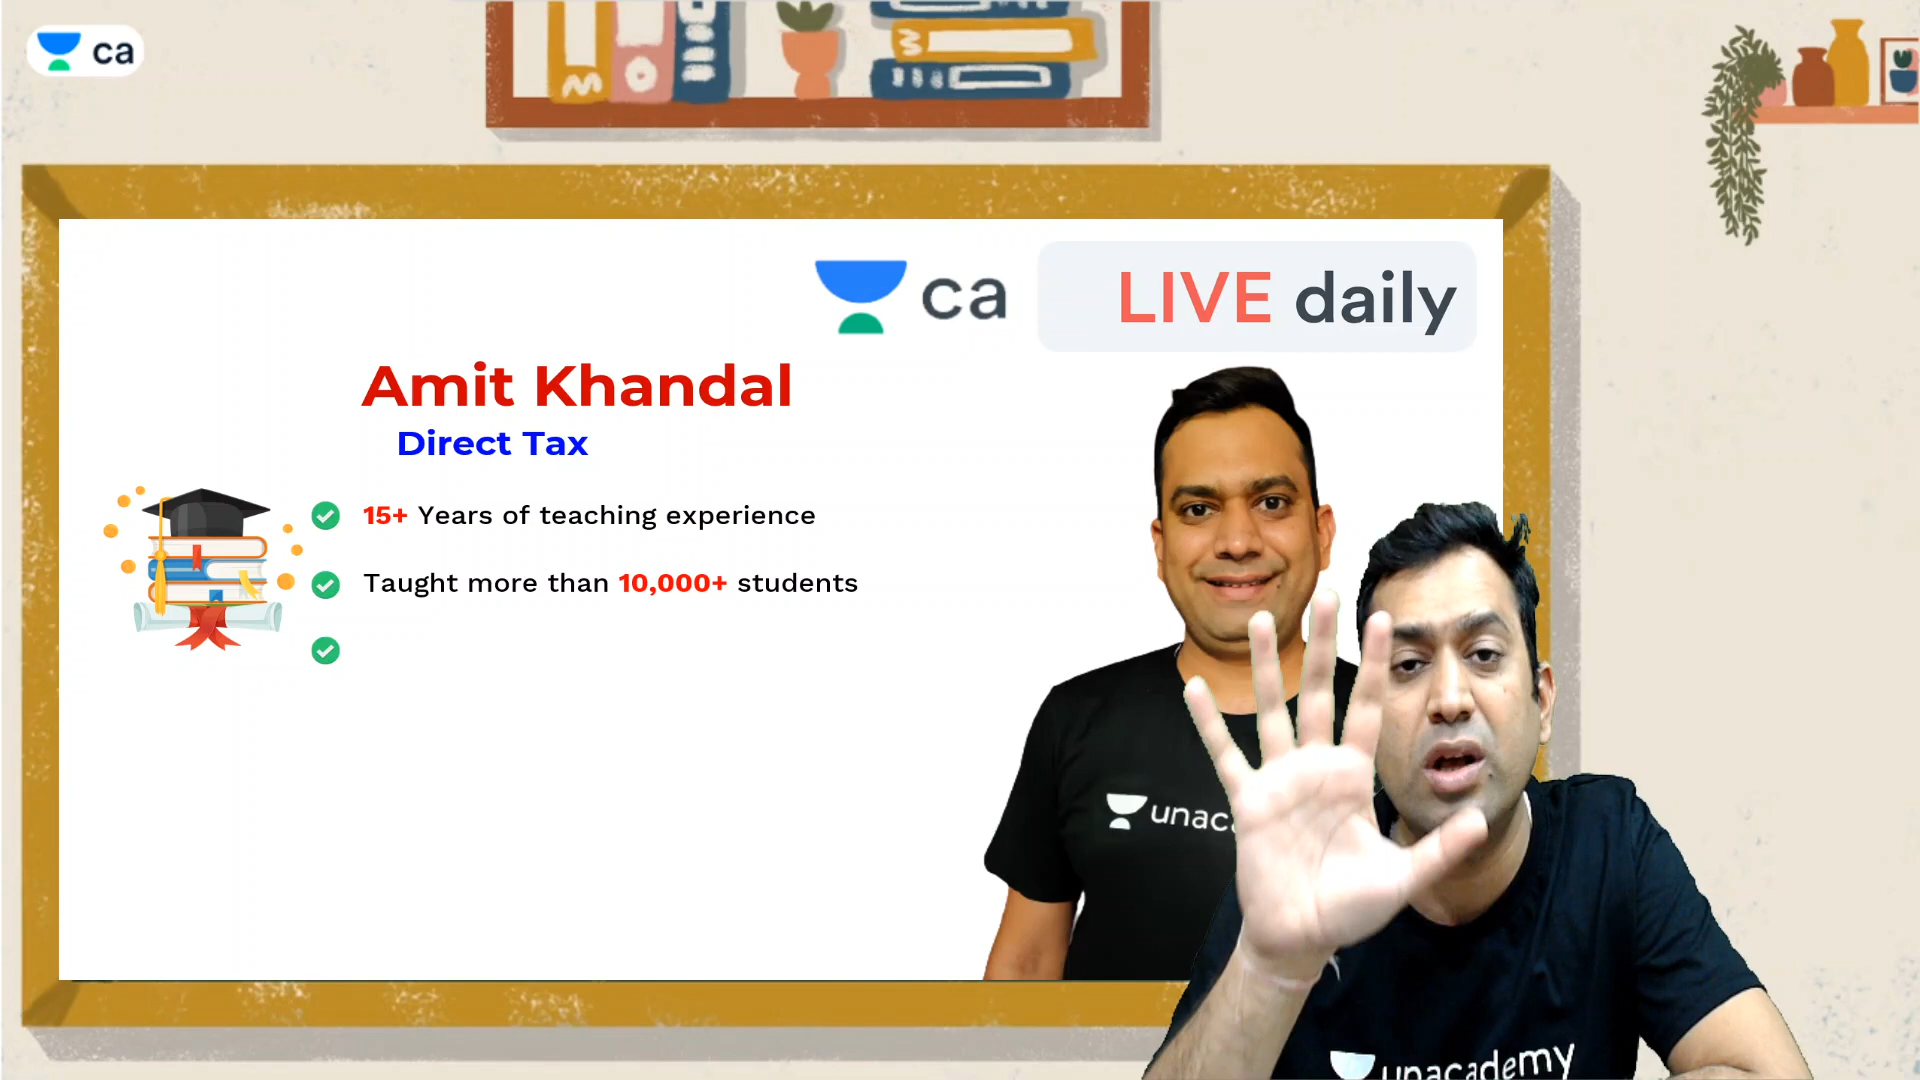 ca
ca LIVE daily
Amit Khandal
Direct Tax
15+ Years of teaching experience
Taught more than 10,000+ students
unac
unacademy